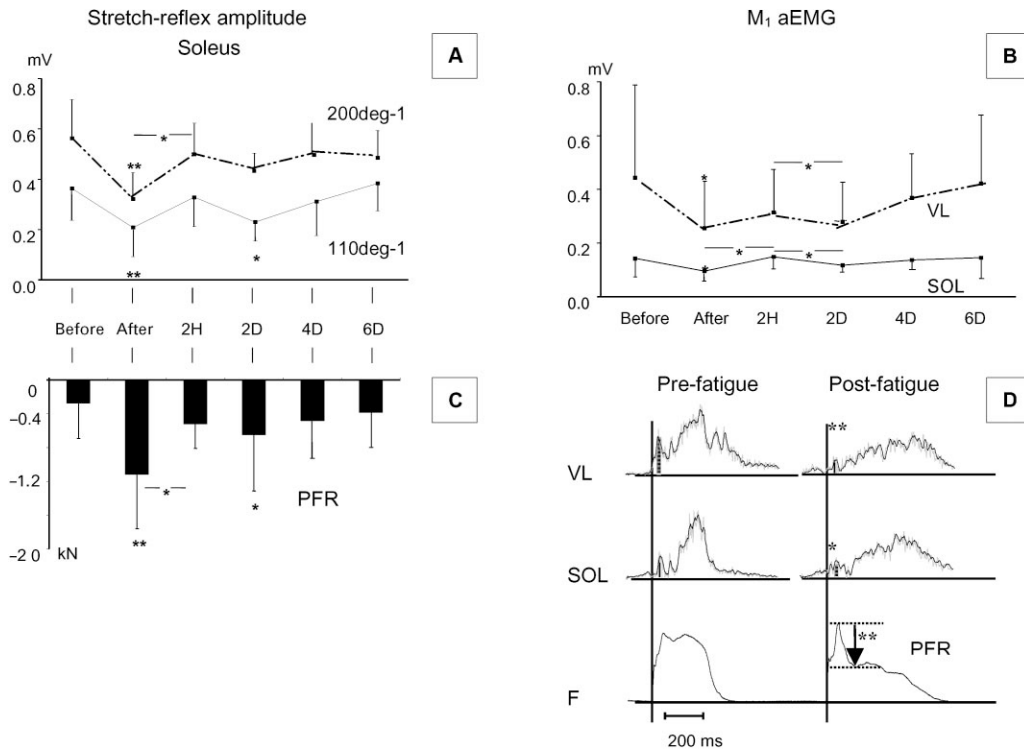 Stretch-reflex amplitude
Soleus
A
mV
0.8
0.6
0.4
0.2
0.0
200deg-1
110deg-1
*
**
**
*
Before After 2H 2D 4D 6D
C
0
−0.4
−1.2
−2 0
kN
PFR
*
**
*
M₁ aEMG
B
mV
0.8
0.6
0.4
0.2
0.0
*
*
VL
*
*
*
SOL
Before After 2H 2D 4D 6D
D
Pre-fatigue Post-fatigue
**
VL
*
SOL
**
PFR
F
200 ms